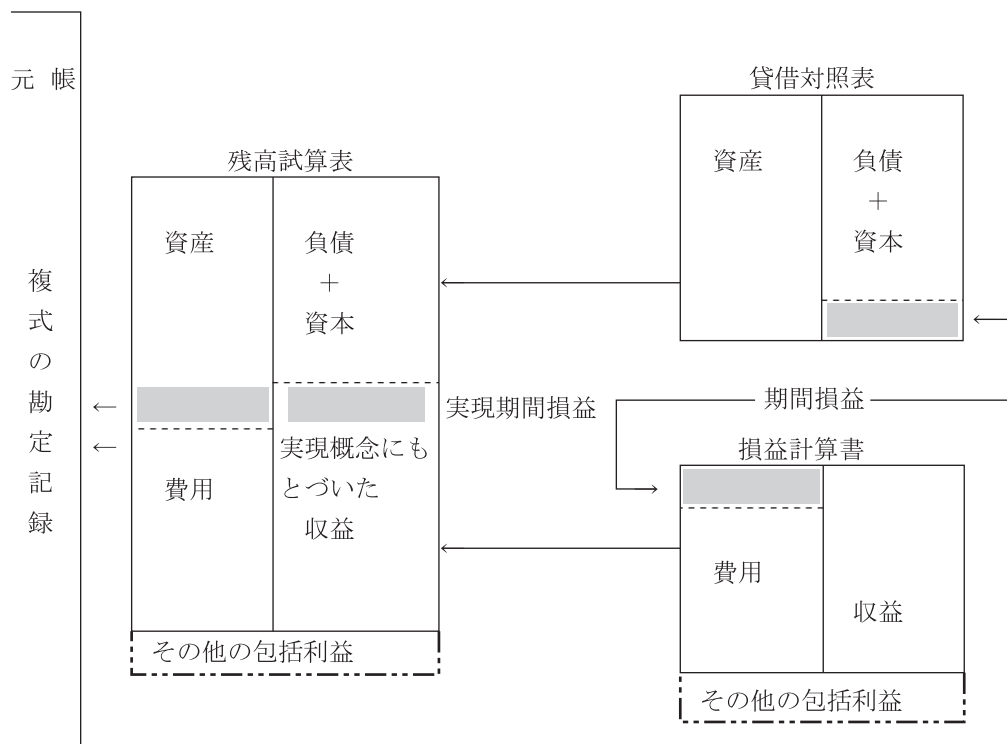 元 帳
複式の勘定記録
残高試算表
資産
負債
+
資本
実現期間損益
費用
実現概念にも
とづいた
収益
その他の包括利益
貸借対照表
資産
負債
+
資本
期間損益
損益計算書
費用
収益
その他の包括利益